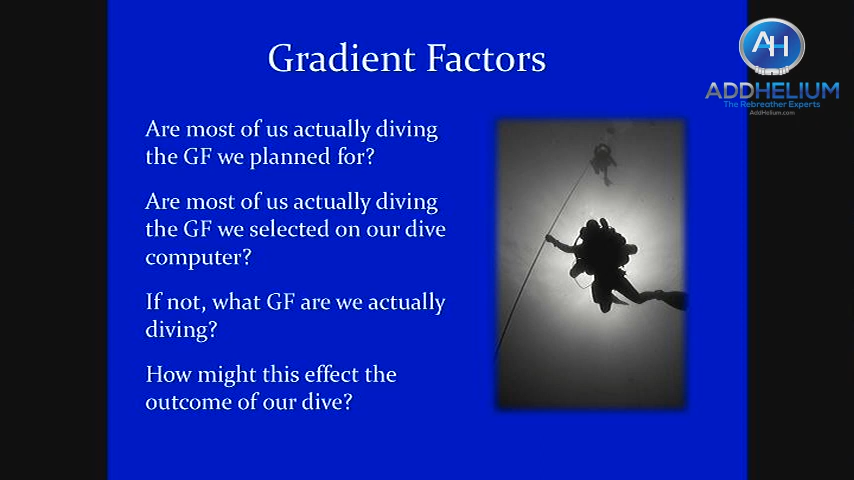 Gradient Factors
AH
ADDHELIUM
The Rebreather Experts
AddHelium.com
Are most of us actually diving
the GF we planned for?
Are most of us actually diving
the GF we selected on our dive
computer?
If not, what GF are we actually
diving?
How might this effect the
outcome of our dive?